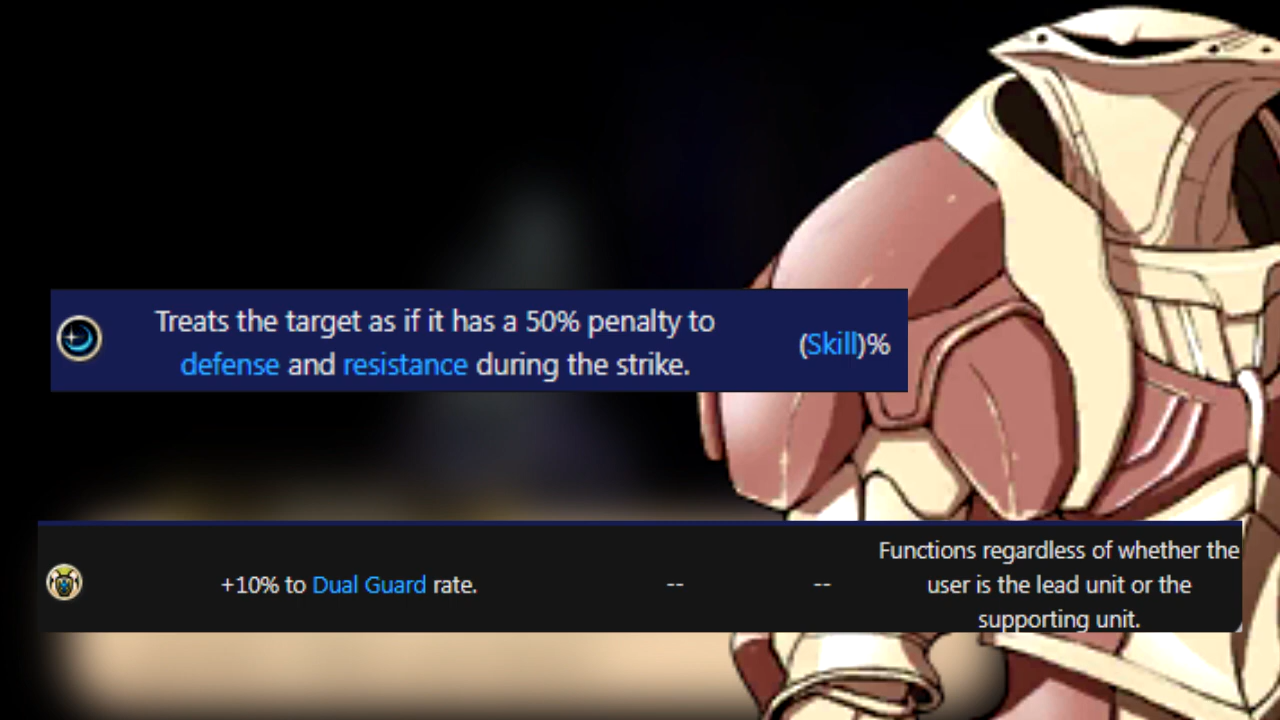 Treats the target as if it has a 50% penalty to
defense and resistance during the strike.
(Skill)%
+10% to Dual Guard rate.
--
--
Functions regardless of whether the
user is the lead unit or the
supporting unit.